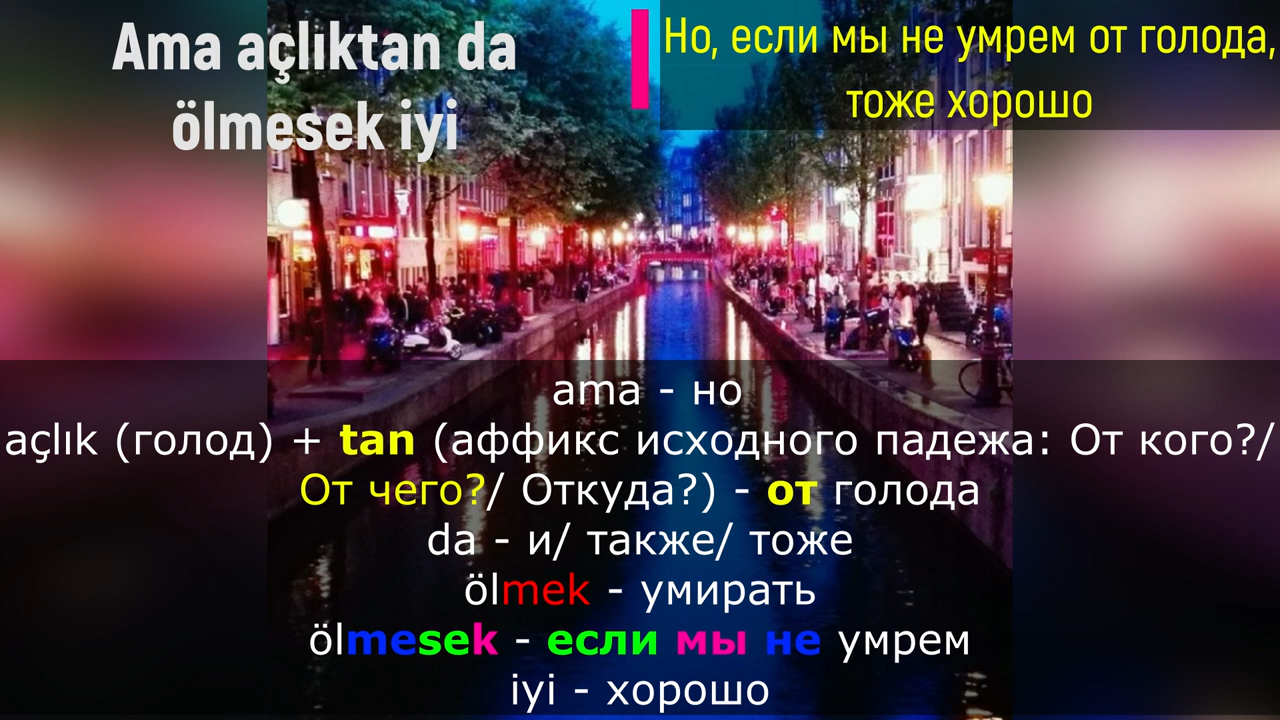 Ama açlıktan da
ölmesek iyi
Но, если мы не умрем от голода,
тоже хорошо
ama - но
açlık (голод) + tan (аффикс исходного падежа: От кого?/
От чего?/ Откуда?) - от голода
da - и/ также/ тоже
ölmek - умирать
ölmesek - если мы не умрем
iyi - хорошо